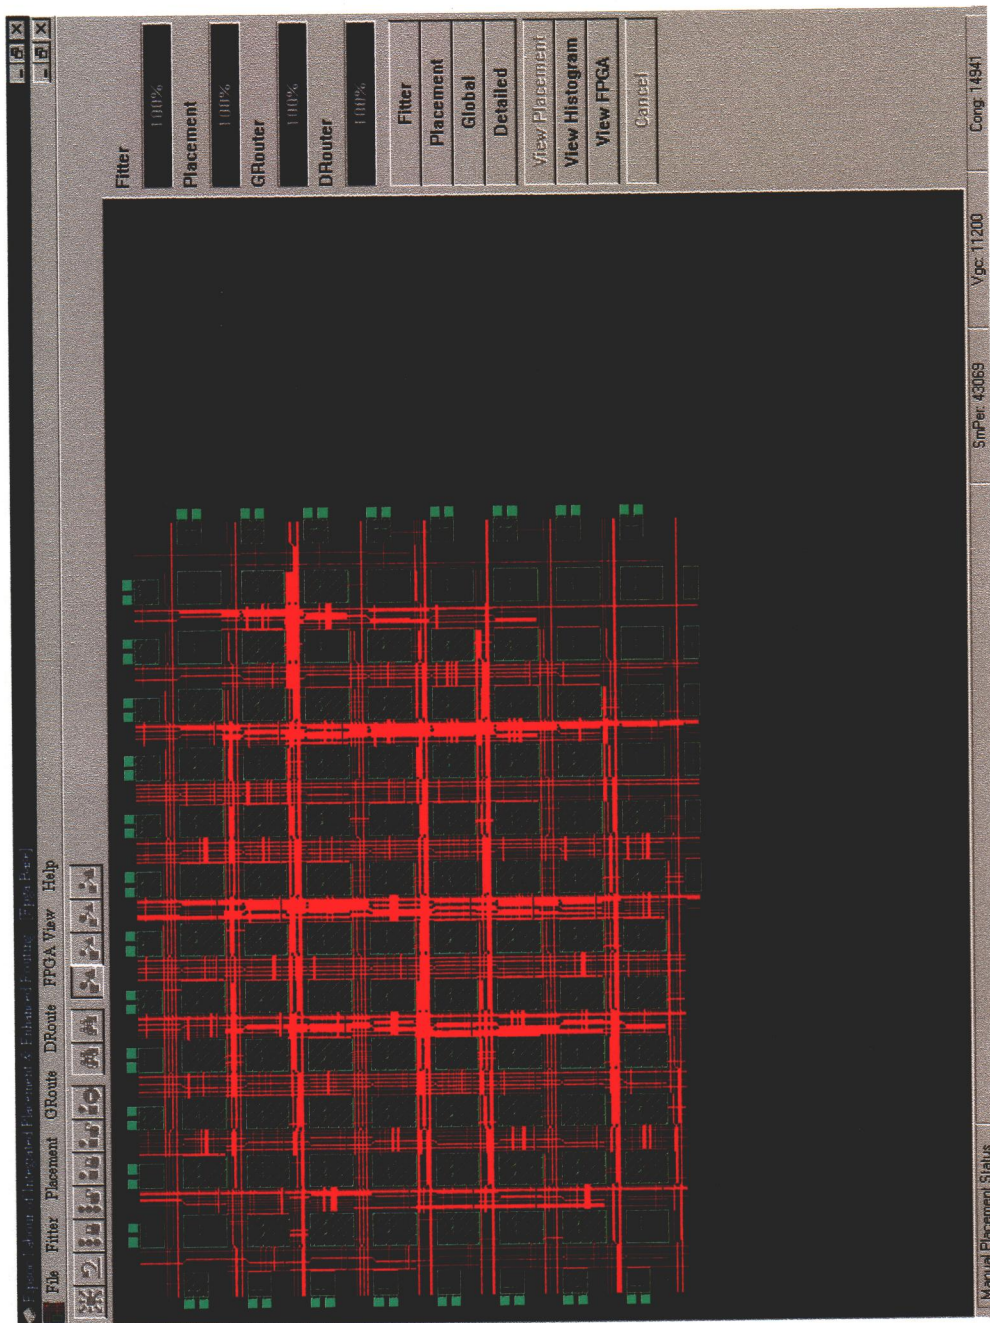 File Fitter Placement GRoute DRoute FPGA View Help
Fitter
100%
Placement
100%
GRouter
100%
DRouter
100%
Fitter
Placement
Global
Detailed
View Placement
View Histogram
View FPGA
Cancel
Manual Placement Status
SmPer: 43069
Vgc: 11200
Cong: 14941